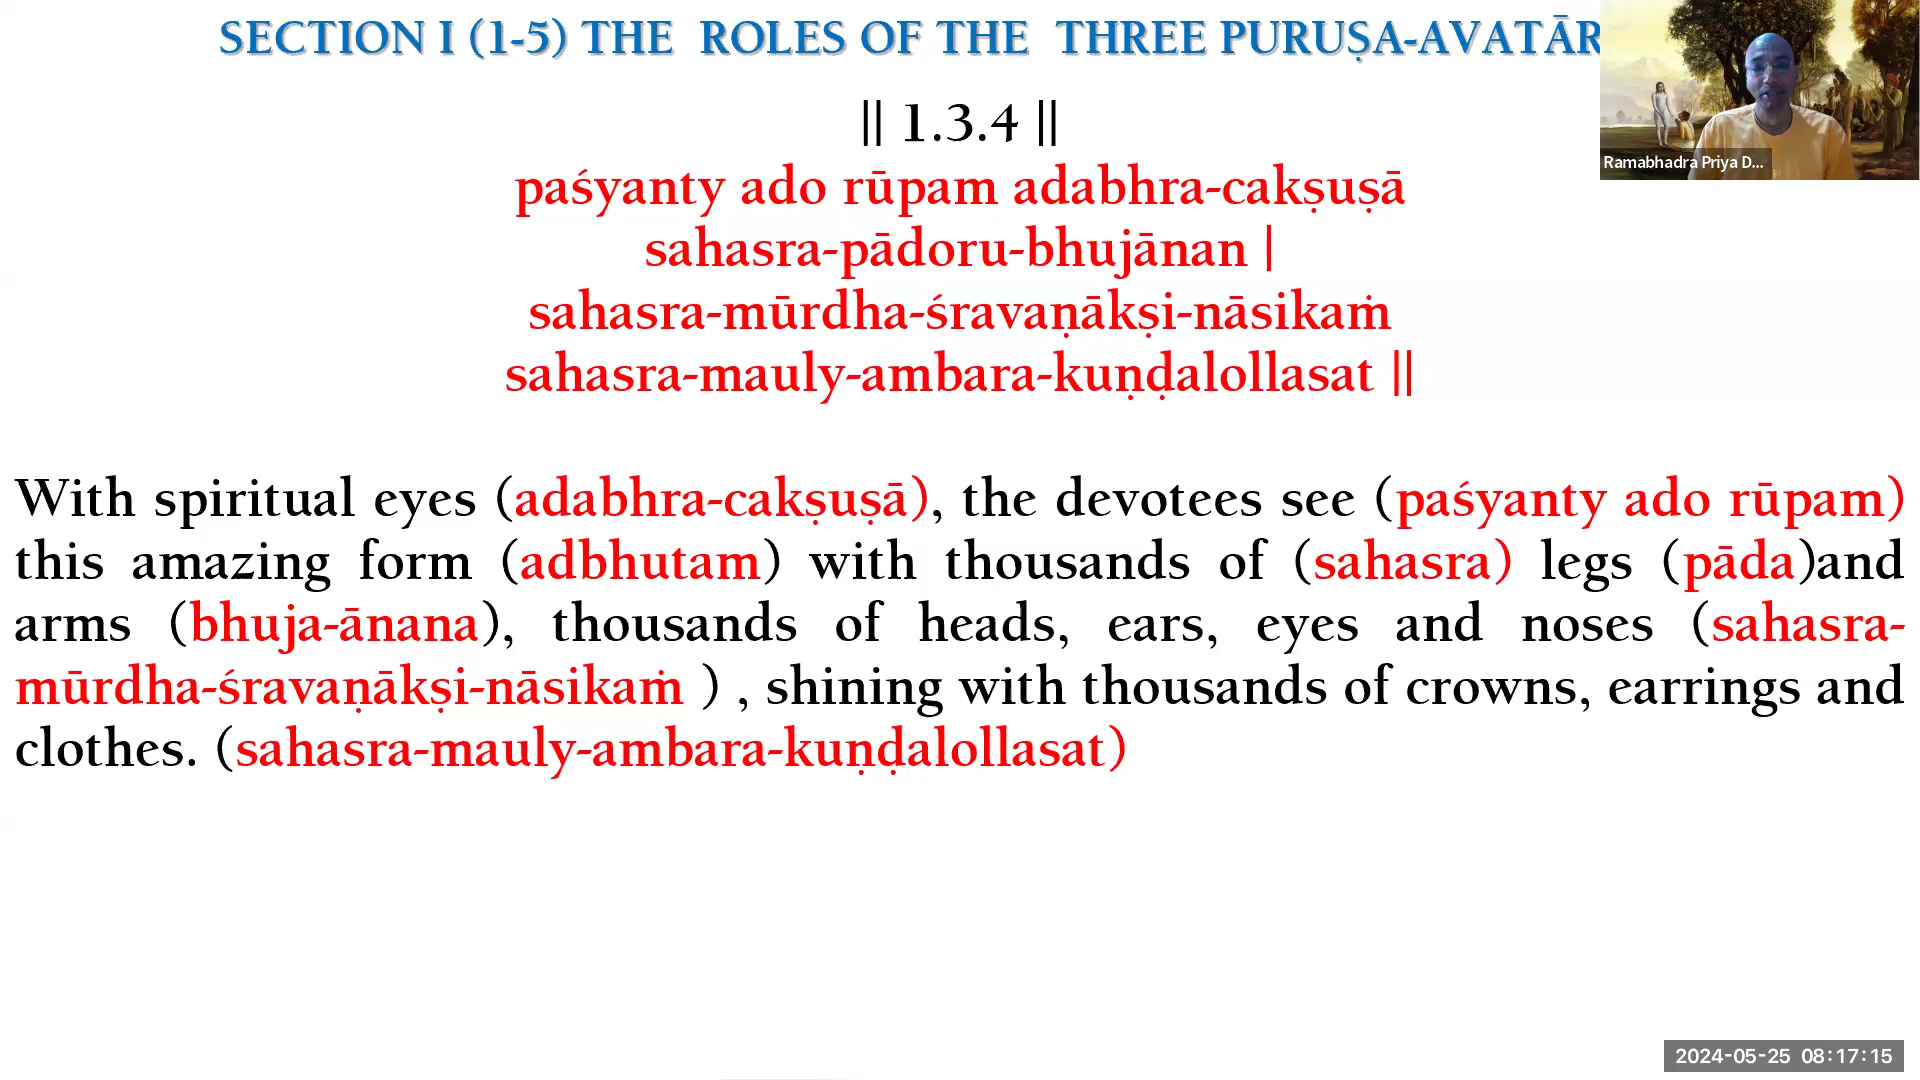 SECTION I (1-5) THE ROLES OF THE THREE PURUṢA-AVATĀR
|| 1.3.4 ||
paśyanty ado rūpam adabhra-cakṣuṣā
sahasra-pādoru-bhujānan |
sahasra-mūrdha-śravaṇākṣi-nāsikaṁ
sahasra-mauly-ambara-kuṇḍalollasat ||
With spiritual eyes (adabhra-cakṣuṣā), the devotees see (paśyanty ado rūpam)
this amazing form (adbhutam) with thousands of (sahasra) legs (pāda)and
arms (bhuja-ānana), thousands of heads, ears, eyes and noses (sahasra-
mūrdha-śravaṇākṣi-nāsikaṁ ) , shining with thousands of crowns, earrings and
clothes. (sahasra-mauly-ambara-kuṇḍalollasat)
Ramabhadra Priya D...
2024-05-25 08:17:15